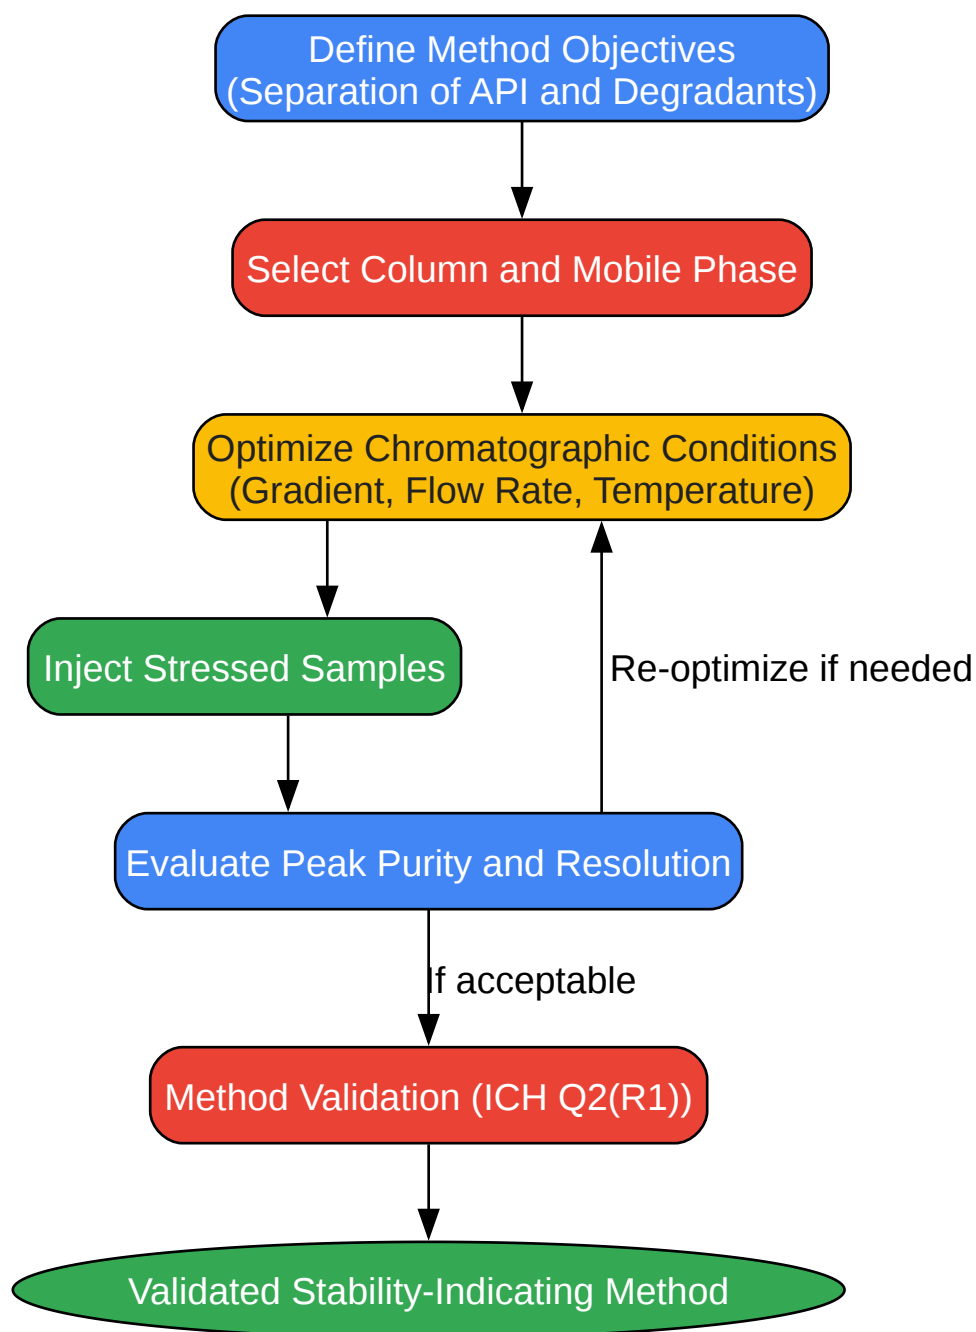 Define Method Objectives
(Separation of API and Degradants)
Select Column and Mobile Phase
Optimize Chromatographic Conditions
(Gradient, Flow Rate, Temperature)
Inject Stressed Samples
Re-optimize if needed
Evaluate Peak Purity and Resolution
If acceptable
Method Validation (ICH Q2(R1))
Validated Stability-Indicating Method